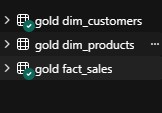 gold dim_customers
gold dim_products
gold fact_sales